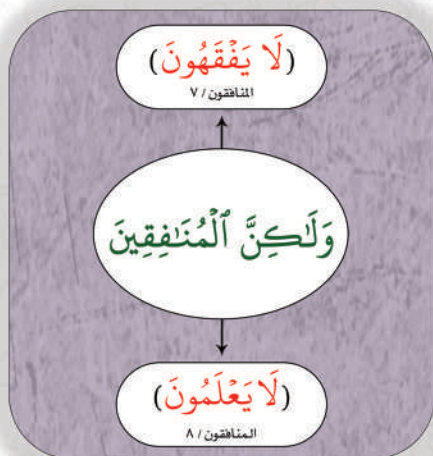 (لَا يَفْقَهُونَ)
المنافقون / ٧
وَلَٰكِنَّ ٱلْمُنَٰفِقِينَ
(لَا يَعْلَمُونَ)
المنافقون / ٨